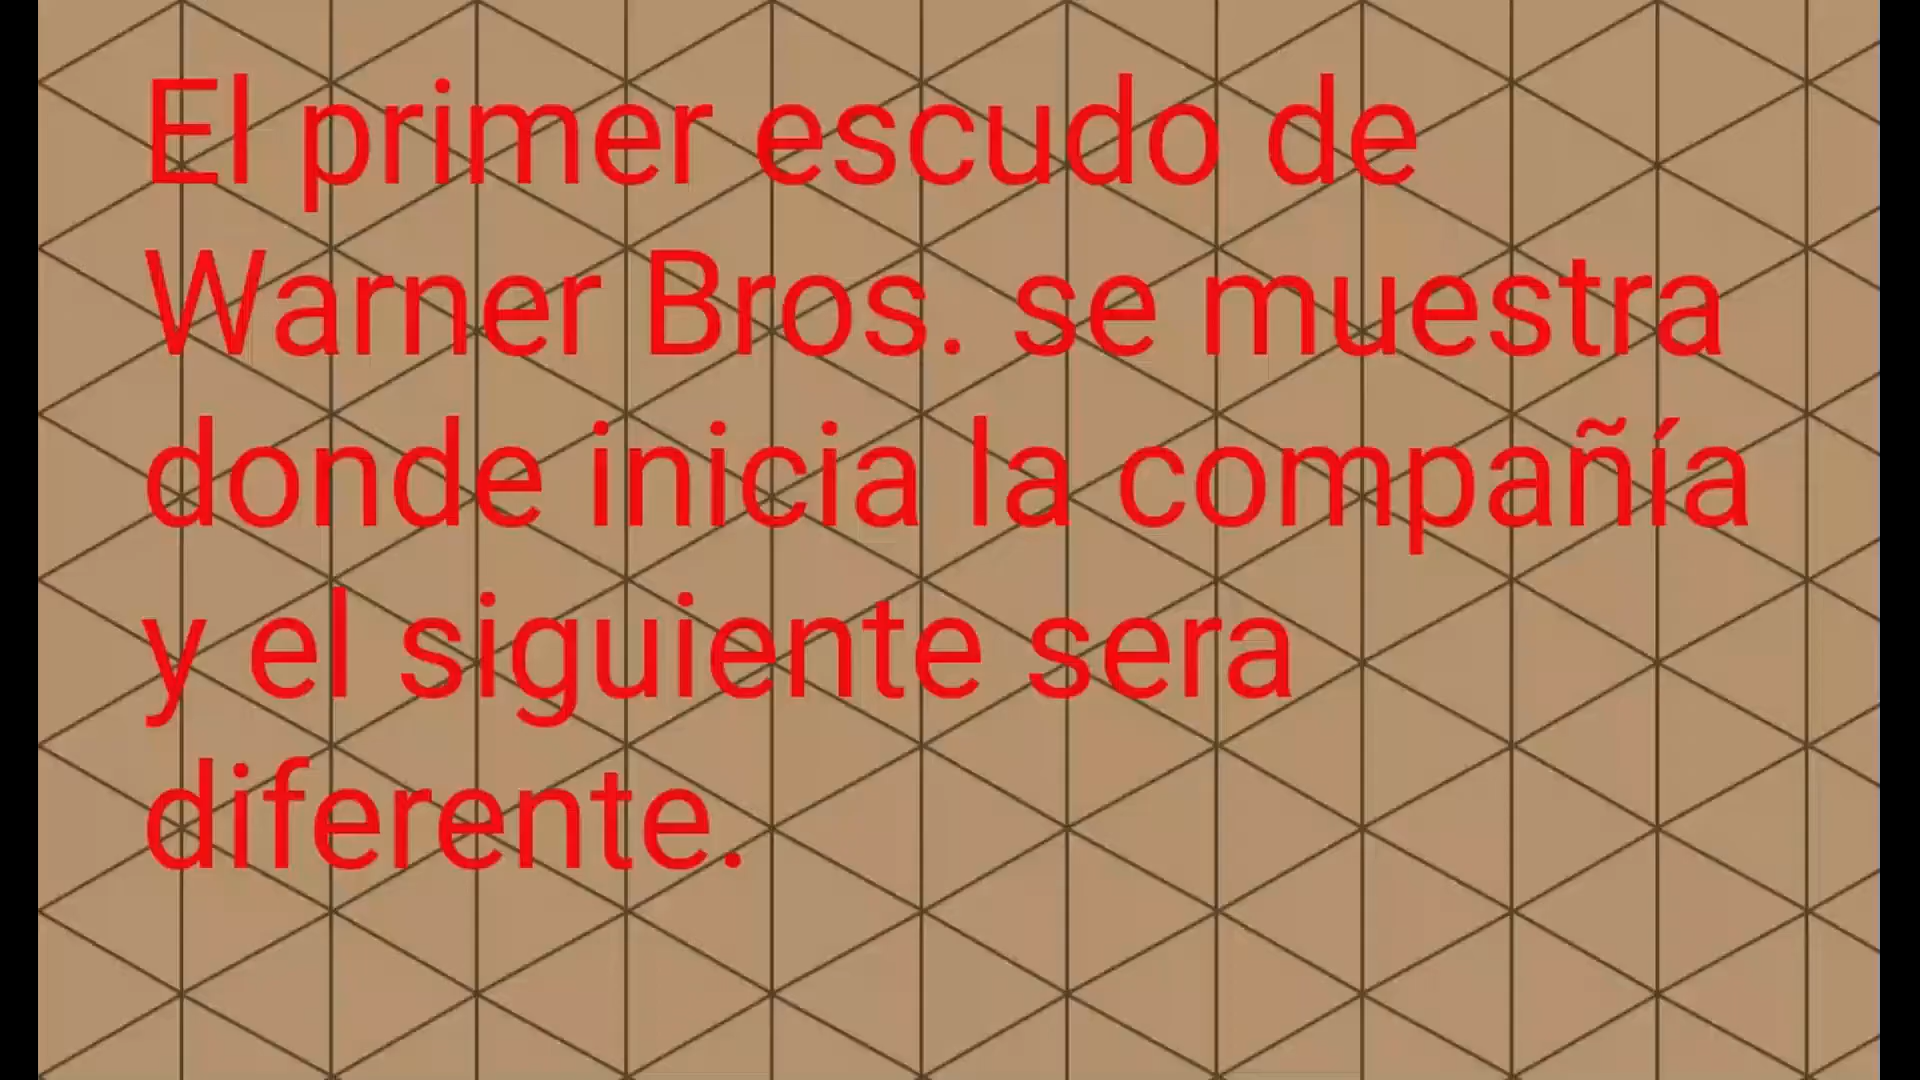 El primer escudo de
Warner Bros. se muestra
donde inicia la compañía
y el siguiente sera
diferente.